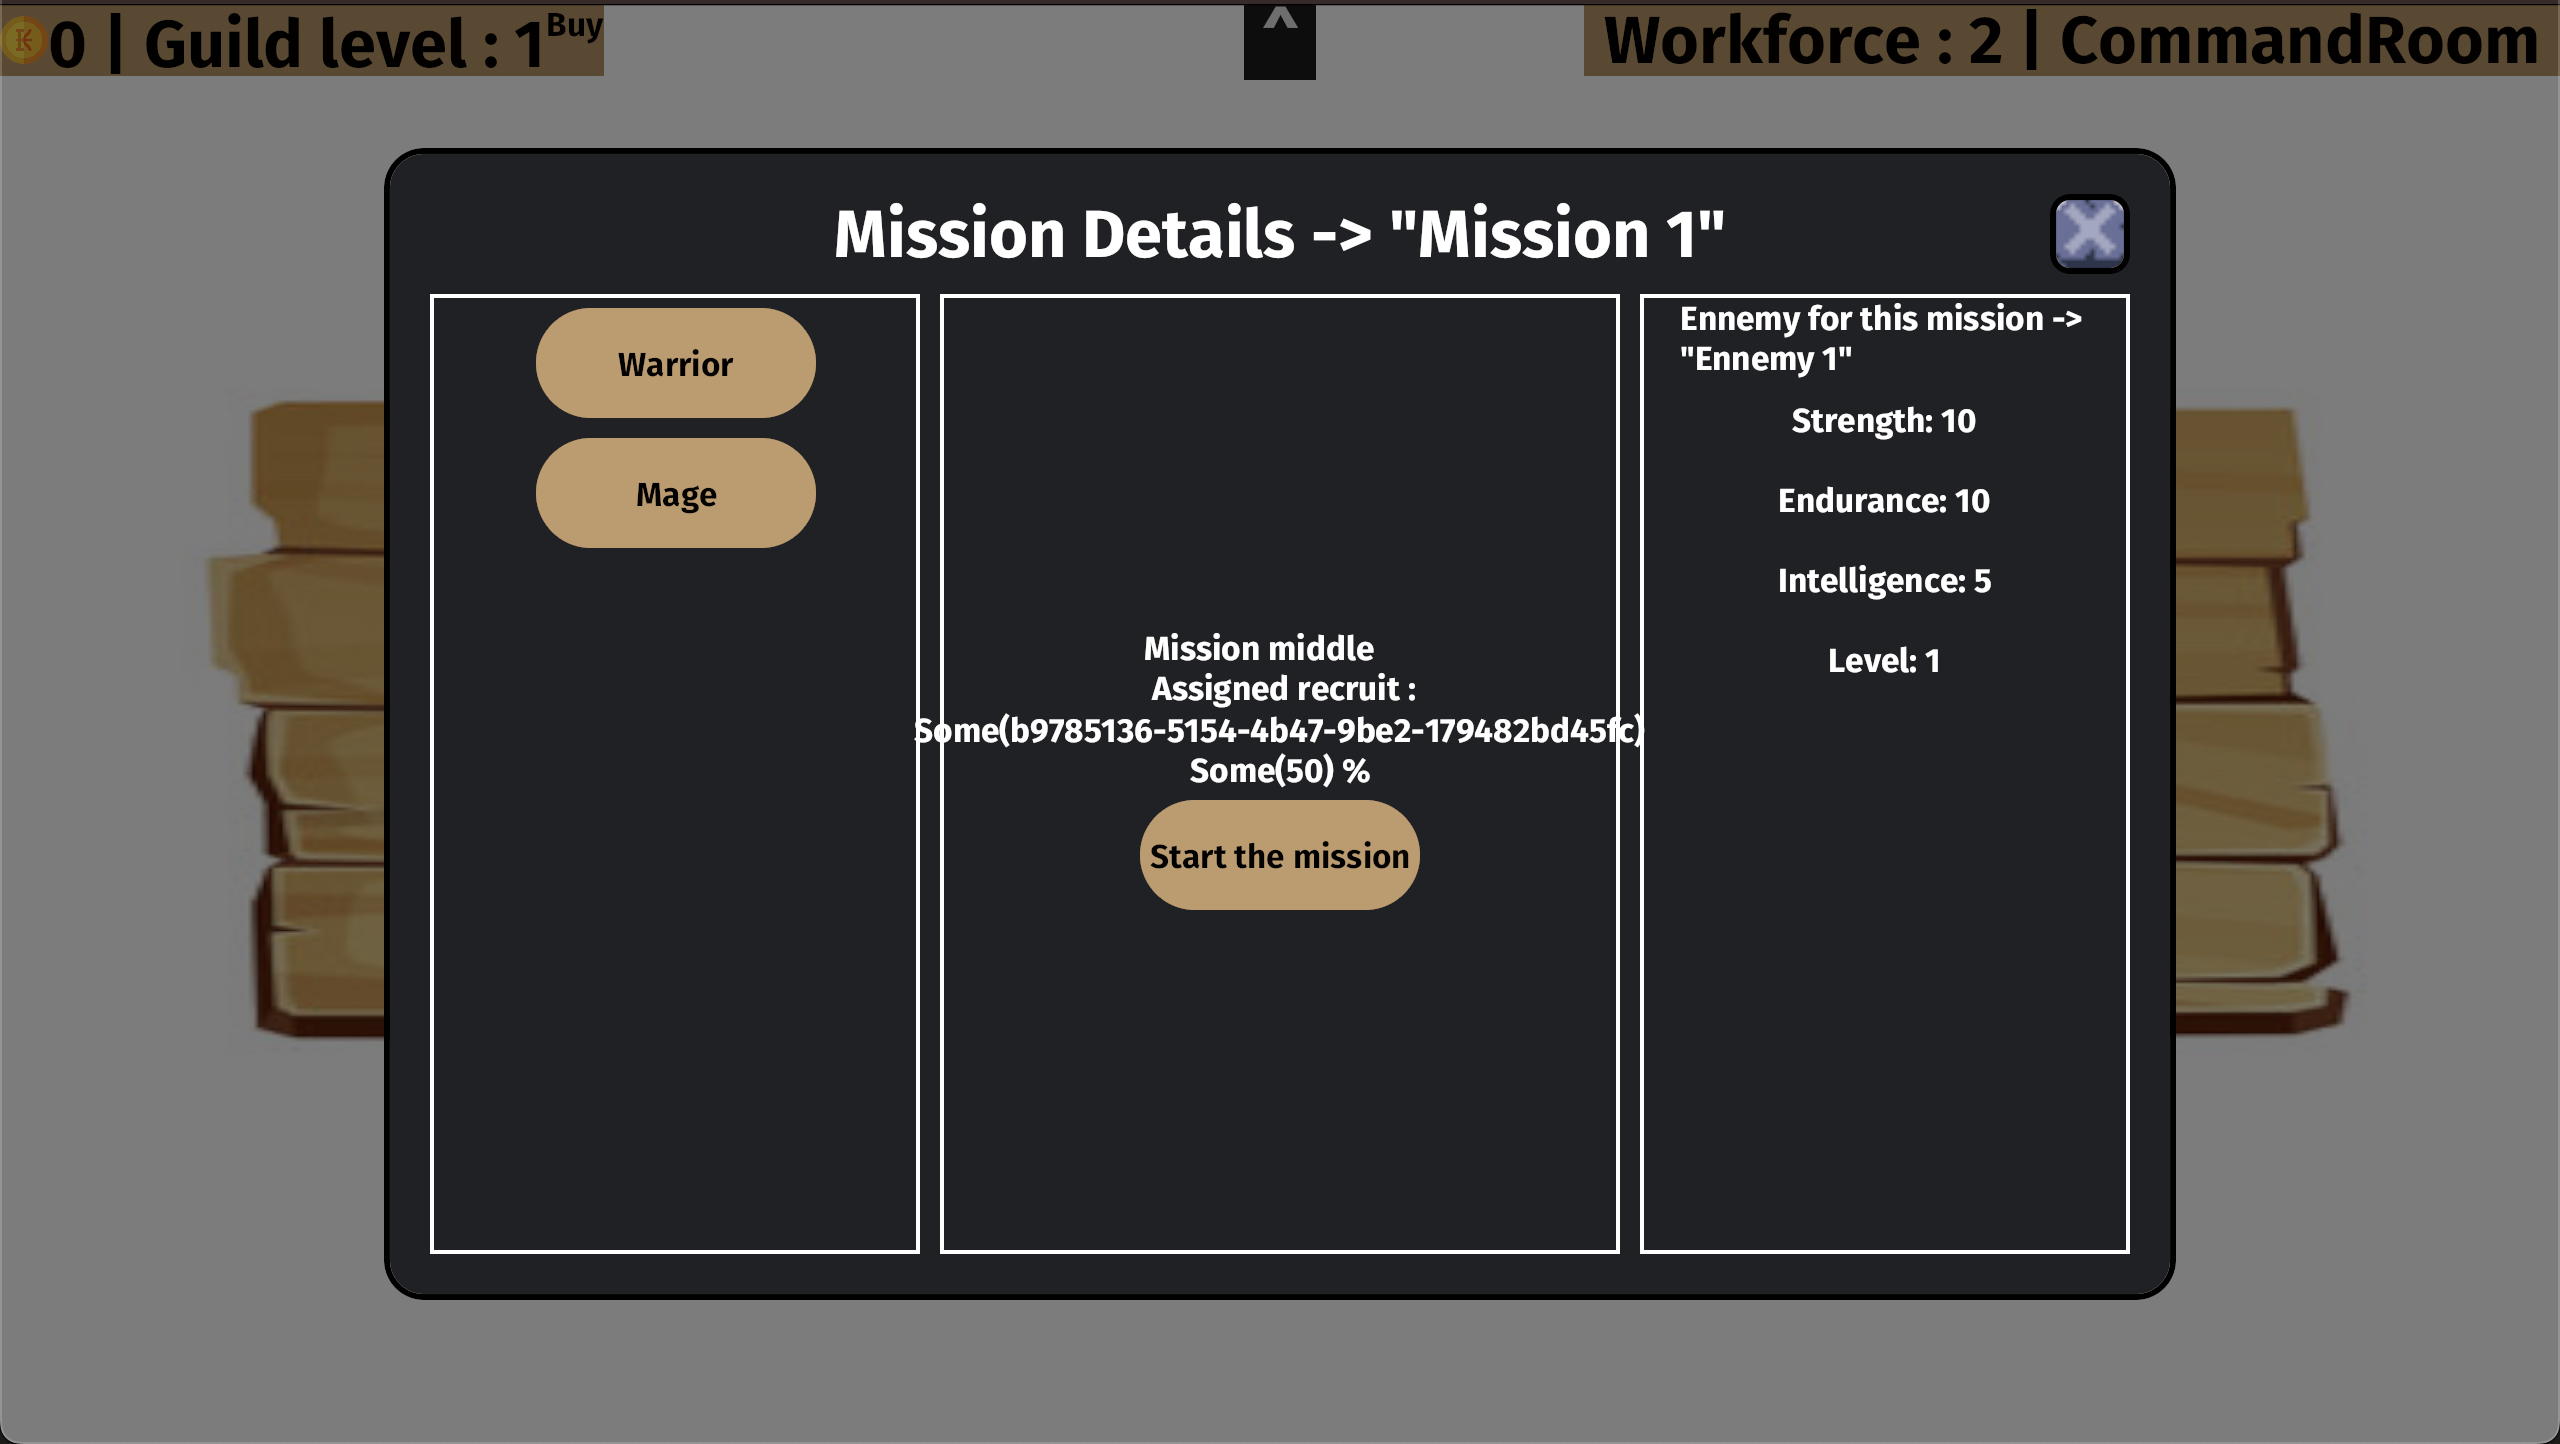 0 | Guild level : 1 Buy
^
Workforce : 2 | CommandRoom
Mission Details -> "Mission 1"
Warrior
Mage
Mission middle
Assigned recruit :
Some(b9785136-5154-4b47-9be2-179482bd45fc)
Some(50) %
Start the mission
Ennemy for this mission ->
"Ennemy 1"
Strength: 10
Endurance: 10
Intelligence: 5
Level: 1